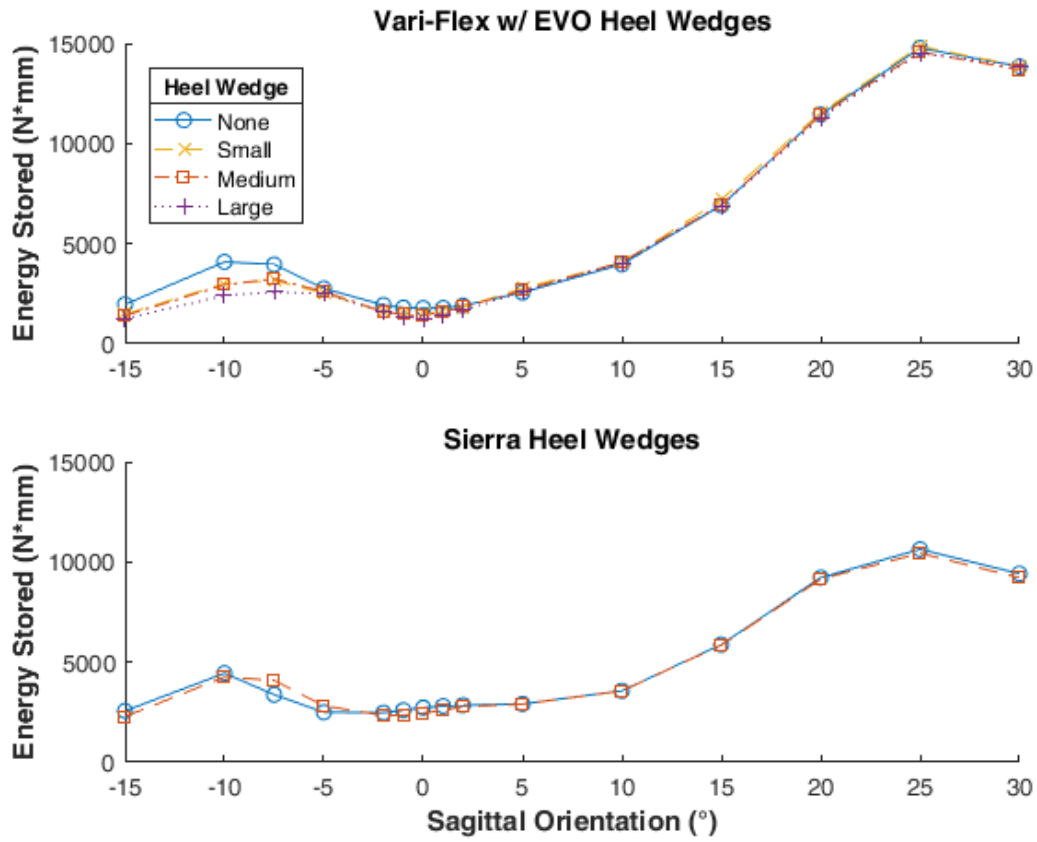 Vari-Flex w/ EVO Heel Wedges
Energy Stored (N*mm)
15000
10000
5000
0
Heel Wedge
None
Small
Medium
Large
-15 -10 -5 0 5 10 15 20 25 30
Sierra Heel Wedges
Energy Stored (N*mm)
15000
10000
5000
0
-15 -10 -5 0 5 10 15 20 25 30
Sagittal Orientation (°)